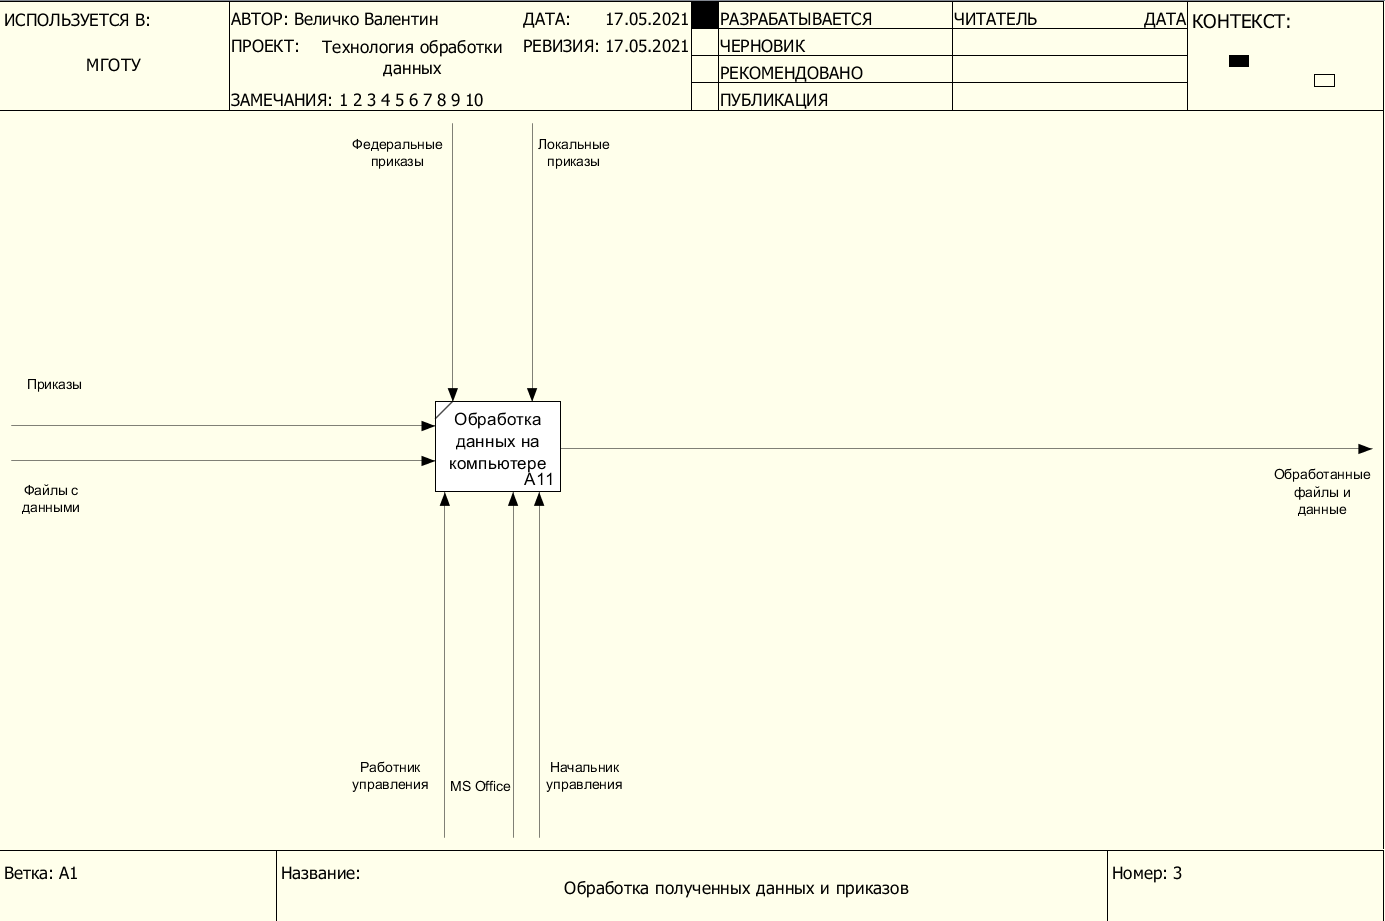 ИСПОЛЬЗУЕТСЯ В:
МГОТУ
АВТОР: Величко Валентин
ДАТА: 17.05.2021
ПРОЕКТ: Технология обработки
данных
РЕВИЗИЯ: 17.05.2021
ЗАМЕЧАНИЯ: 1 2 3 4 5 6 7 8 9 10
РАЗРАБАТЫВАЕТСЯ
ЧЕРНОВИК
РЕКОМЕНДОВАНО
ПУБЛИКАЦИЯ
ЧИТАТЕЛЬ
ДАТА
КОНТЕКСТ:
Федеральные
приказы
Локальные
приказы
Приказы
Файлы с
данными
Обработка
данных на
компьютере
A11
Обработанные
файлы и
данные
Работник
управления
MS Office
Начальник
управления
Ветка: A1
Название:
Обработка полученных данных и приказов
Номер: 3